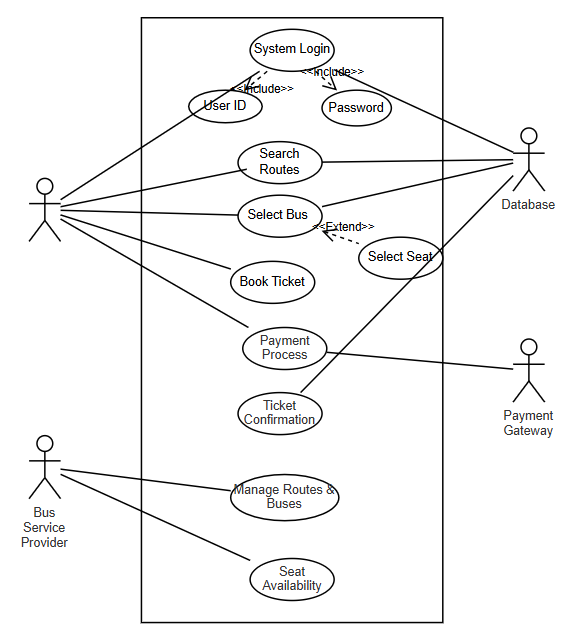 System Login
<<Include>>
<<Include>>
User ID
Password
Search
Routes
Database
Select Bus
<<Extend>>
Select Seat
Book Ticket
Payment
Process
Ticket
Confirmation
Payment
Gateway
Manage Routes &
Buses
Bus
Service
Provider
Seat
Availability